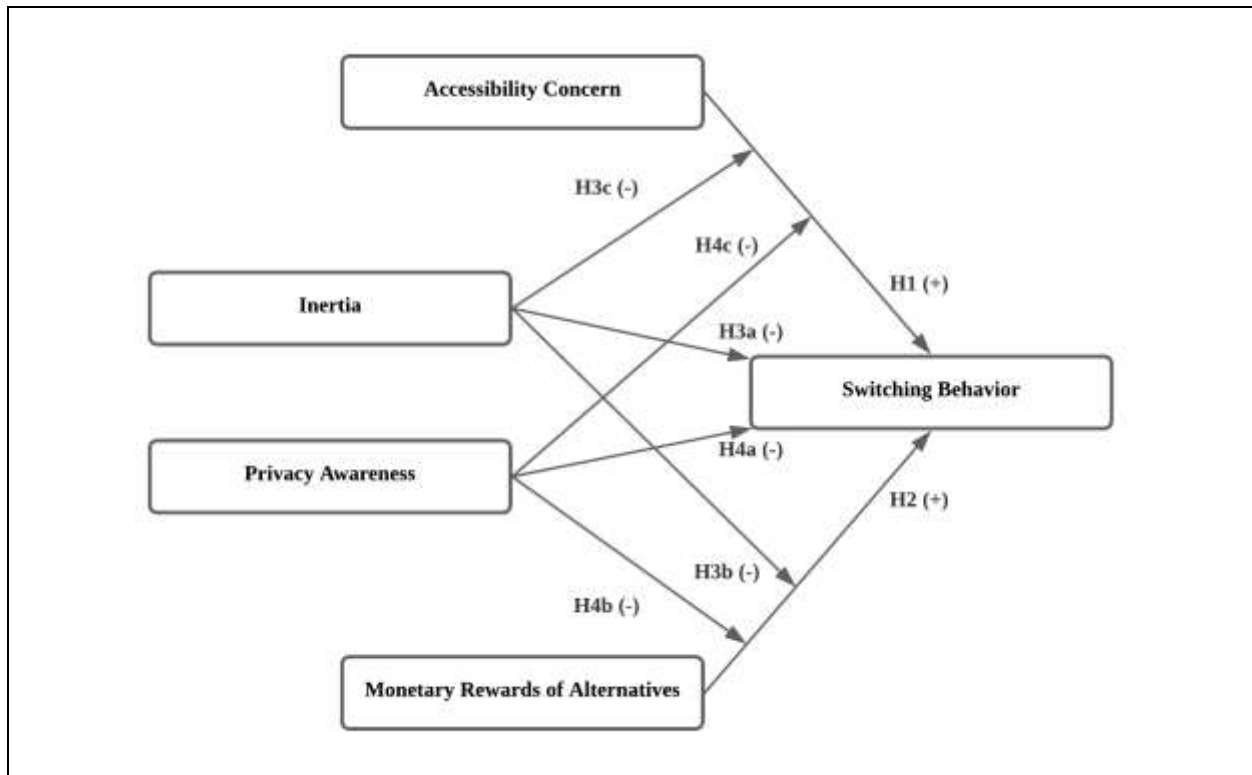 Accessibility Concern
H3c (-)
H4c (-)
H1 (+)
Inertia
H3a (-)
Switching Behavior
Privacy Awareness
H4a (-)
H2 (+)
H3b (-)
H4b (-)
Monetary Rewards of Alternatives